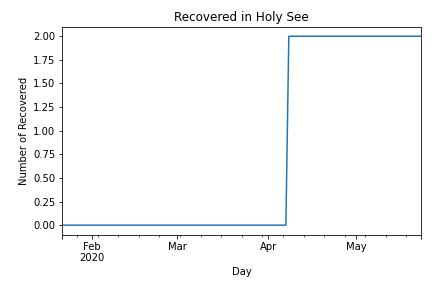 Recovered in Holy See
Number of Recovered
2.00
1.75
1.50
1.25
1.00
0.75
0.50
0.25
0.00
Feb
2020
Mar
Apr
May
Day